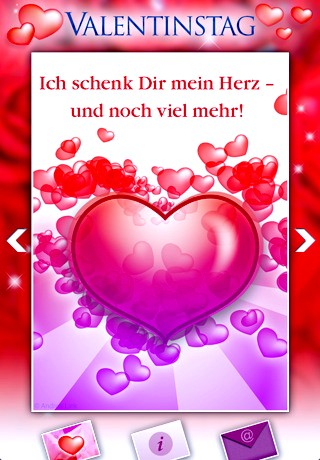 VALENTINSTAG
Ich schenk Dir mein Herz –
und noch viel mehr!
i
@